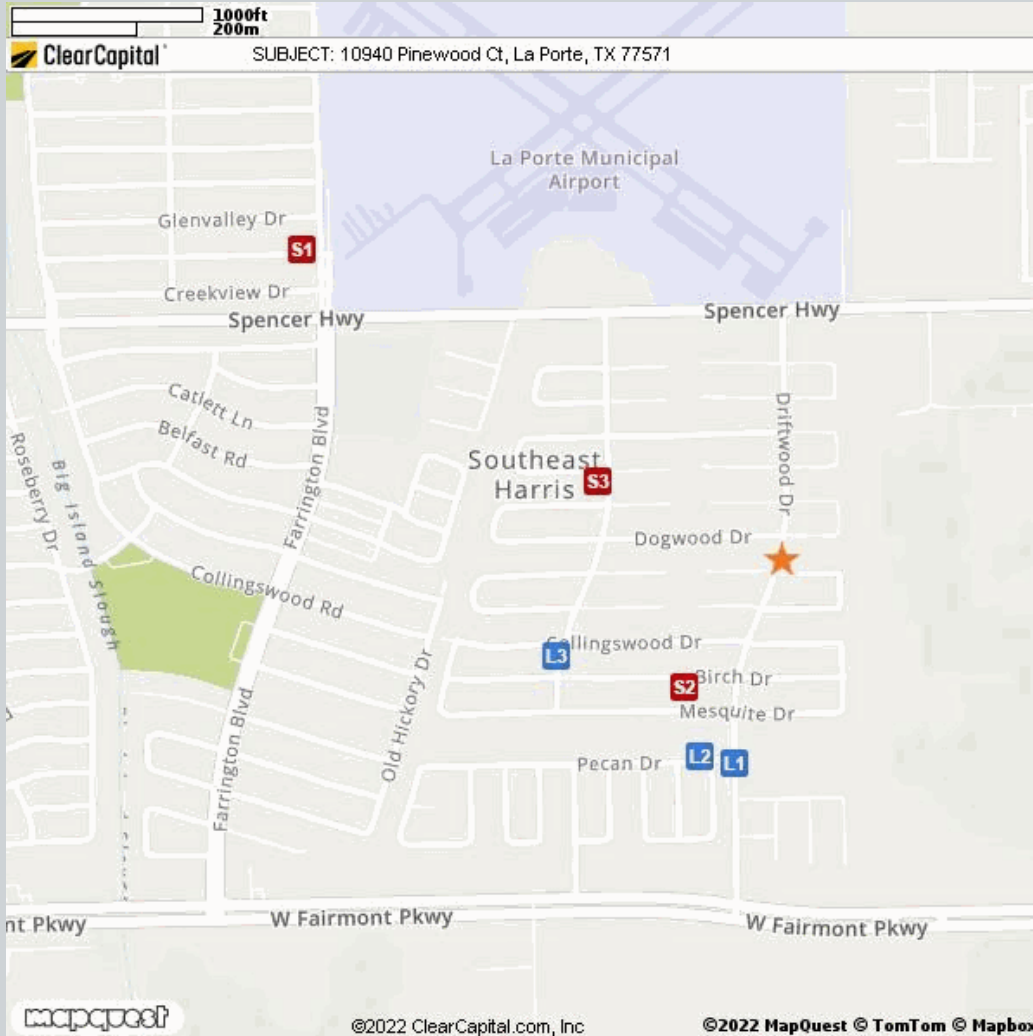 1000ft
200m
ClearCapital
SUBJECT: 10940 Pinewood Ct, La Porte, TX 77571
La Porte Municipal
Airport
Glenvalley Dr
S1
Creekview Dr
Spencer Hwy
Spencer Hwy
Catlett Ln
Belfast Rd
Farrington Blvd
Driftwood Dr
Roseberry Dr
Big Island Slough
Southeast
Harris
S3
Dogwood Dr
Collingswood Rd
Collingswood Dr
L3
Old Hickory Dr
S2
Birch Dr
Mesquite Dr
Farrington Blvd
Pecan Dr
L2
L1
nt Pkwy
W Fairmont Pkwy
W Fairmont Pkwy
mapquest
©2022 ClearCapital.com, Inc
©2022 MapQuest © TomTom © Mapbox